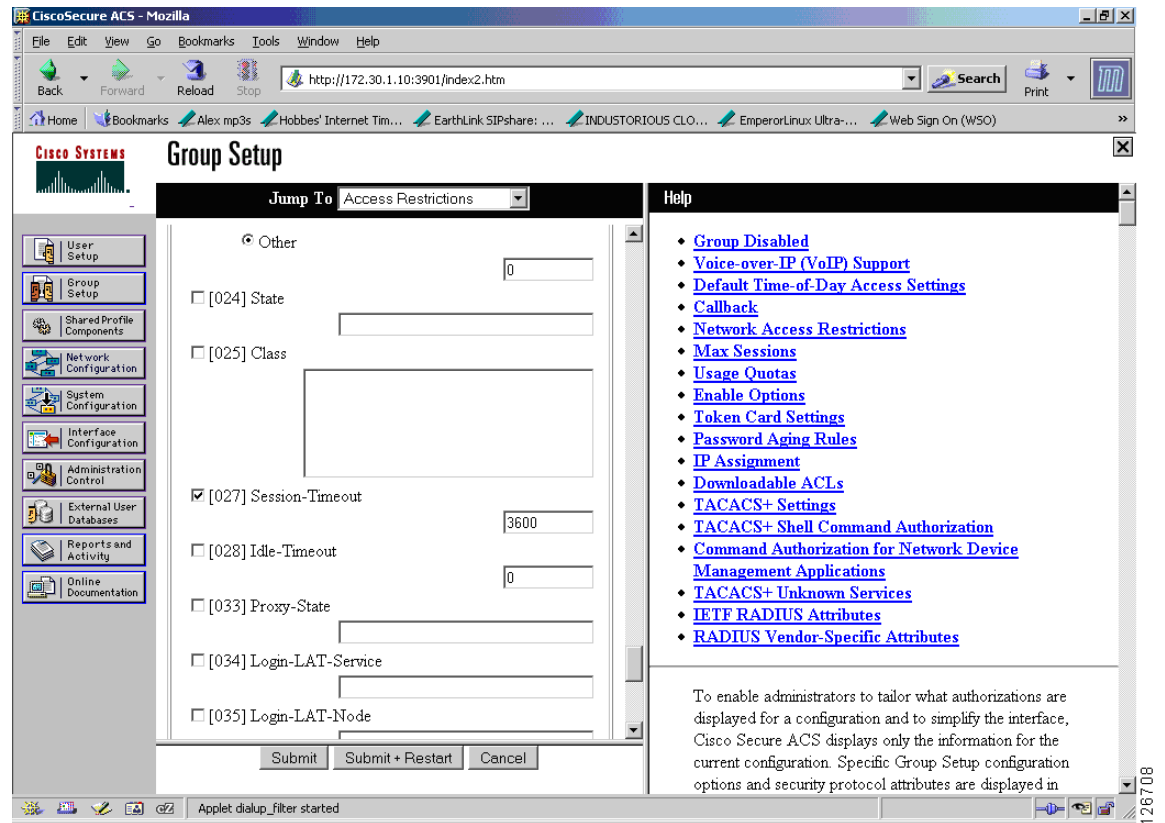 CiscoSecure ACS - Mozilla
File Edit View Go Bookmarks Tools Window Help
Back Forward Reload Stop http://172.30.1.10:3901/index2.htm Search Print
Home Bookmarks Alex mp3s Hobbes' Internet Tim... EarthLink SIPshare: ... INDUSTORIOUS CLO... EmperorLinux Ultra-... Web Sign On (WSO) »
CISCO SYSTEMS
Group Setup
Jump To Access Restrictions
User Setup
Group Setup
Shared Profile Components
Network Configuration
System Configuration
Interface Configuration
Administration Control
External User Databases
Reports and Activity
Online Documentation
Other
0
[024] State
[025] Class
[027] Session-Timeout
3600
[028] Idle-Timeout
0
[033] Proxy-State
[034] Login-LAT-Service
[035] Login-LAT-Node
Submit Submit + Restart Cancel
Help
Group Disabled
Voice-over-IP (VoIP) Support
Default Time-of-Day Access Settings
Callback
Network Access Restrictions
Max Sessions
Usage Quotas
Enable Options
Token Card Settings
Password Aging Rules
IP Assignment
Downloadable ACLs
TACACS+ Settings
TACACS+ Shell Command Authorization
Command Authorization for Network Device
Management Applications
TACACS+ Unknown Services
IETF RADIUS Attributes
RADIUS Vendor-Specific Attributes
To enable administrators to tailor what authorizations are
displayed for a configuration and to simplify the interface,
Cisco Secure ACS displays only the information for the
current configuration. Specific Group Setup configuration
options and security protocol attributes are displayed in
Applet dialup_filter started
126708